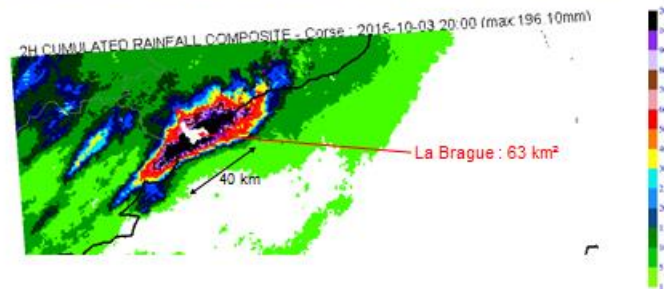 2H CUMULATED RAINFALL COMPOSITE - Corse : 2015-10-03 20:00 (max 196.10mm)
La Brague : 63 km²
40 km